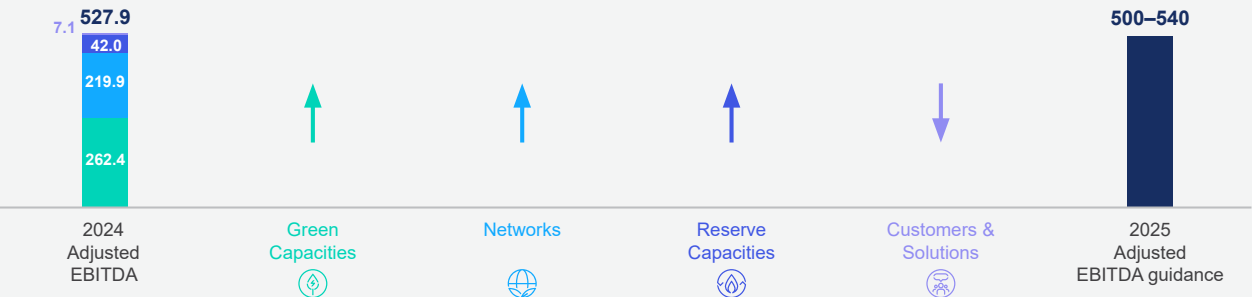 7.1
527.9
42.0
219.9
262.4
500–540
2024
Adjusted
EBITDA
Green
Capacities
Networks
Reserve
Capacities
Customers &
Solutions
2025
Adjusted
EBITDA guidance